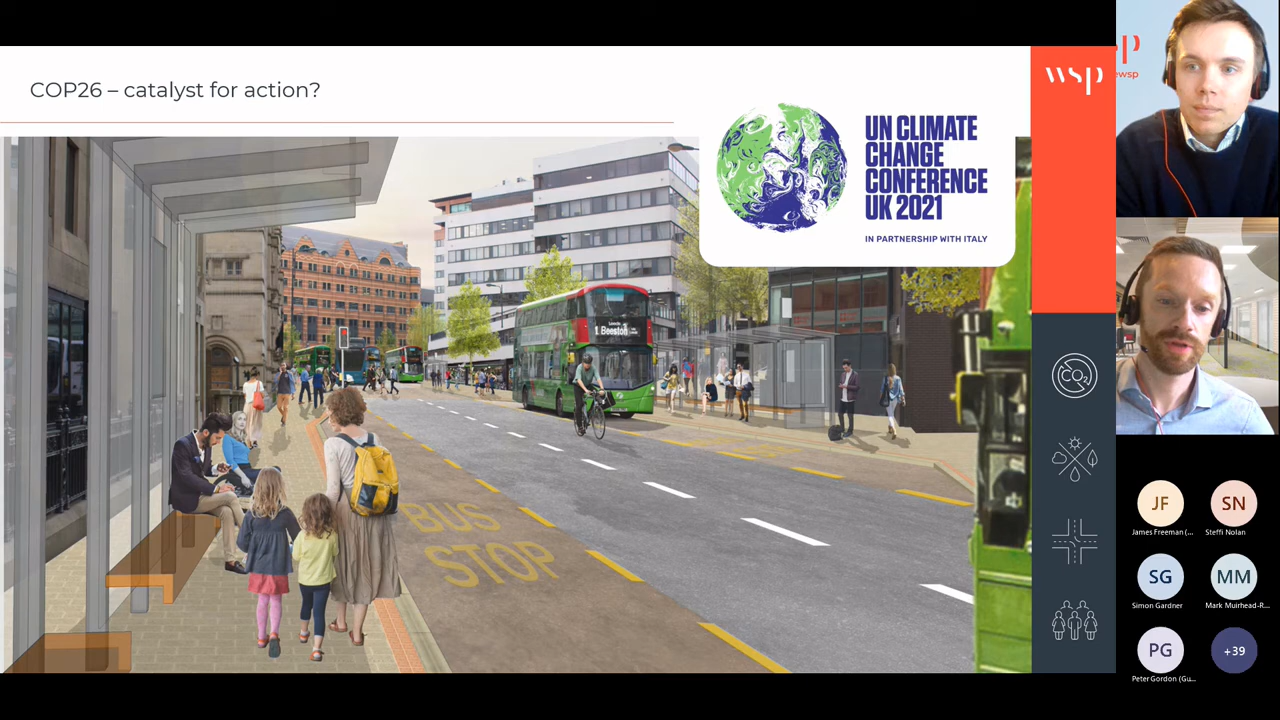 COP26 – catalyst for action?
UN CLIMATE
CHANGE
CONFERENCE
UK 2021
IN PARTNERSHIP WITH ITALY
wsp
1 Beeston
BUS
STOP
CO₂
JF
SN
James Freeman (...
Steffi Nolan
SG
MM
Simon Gardner
Mark Muirhead-R...
PG
+39
Peter Gordon (Gu...